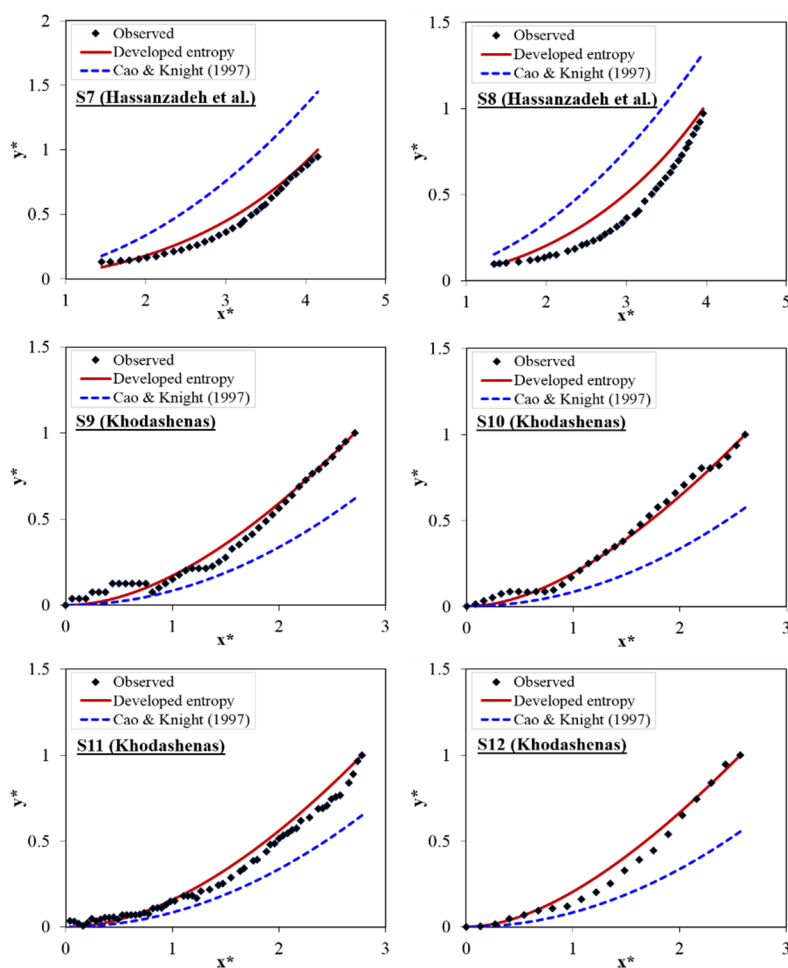 2
Observed
Developed entropy
Cao & Knight (1997)
1.5
S7 (Hassanzadeh et al.)
y*
1
0.5
0
1 2 3 4 5
x*
1.5
Observed
Developed entropy
Cao & Knight (1997)
S8 (Hassanzadeh et al.)
1
y*
0.5
0
1 2 3 4 5
x*
1.5
Observed
Developed entropy
Cao & Knight (1997)
S9 (Khodashenas)
1
y*
0.5
0
0 1 2 3
x*
1.5
Observed
Developed entropy
Cao & Knight (1997)
S10 (Khodashenas)
1
y*
0.5
0
0 1 2 3
x*
1.5
Observed
Developed entropy
Cao & Knight (1997)
S11 (Khodashenas)
1
y*
0.5
0
0 1 2 3
x*
1.5
Observed
Developed entropy
Cao & Knight (1997)
S12 (Khodashenas)
1
y*
0.5
0
0 1 2 3
x*